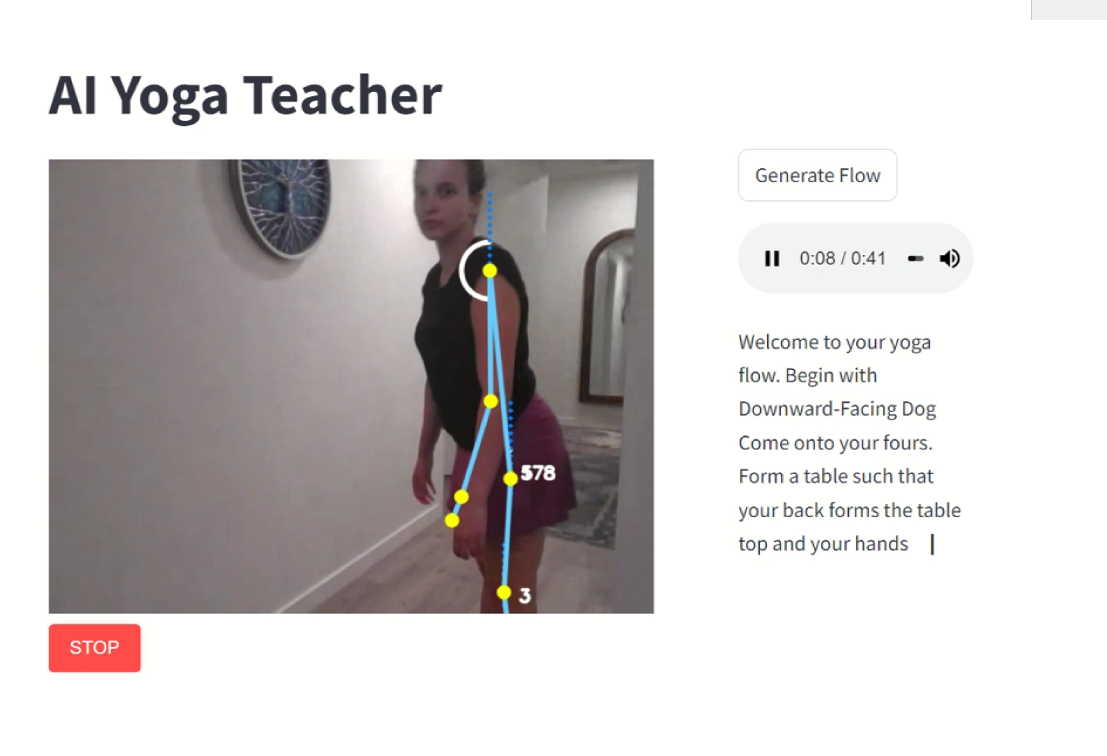 AI Yoga Teacher
Generate Flow
0:08 / 0:41
Welcome to your yoga
flow. Begin with
Downward-Facing Dog
Come onto your fours.
Form a table such that
your back forms the table
top and your hands
3
STOP